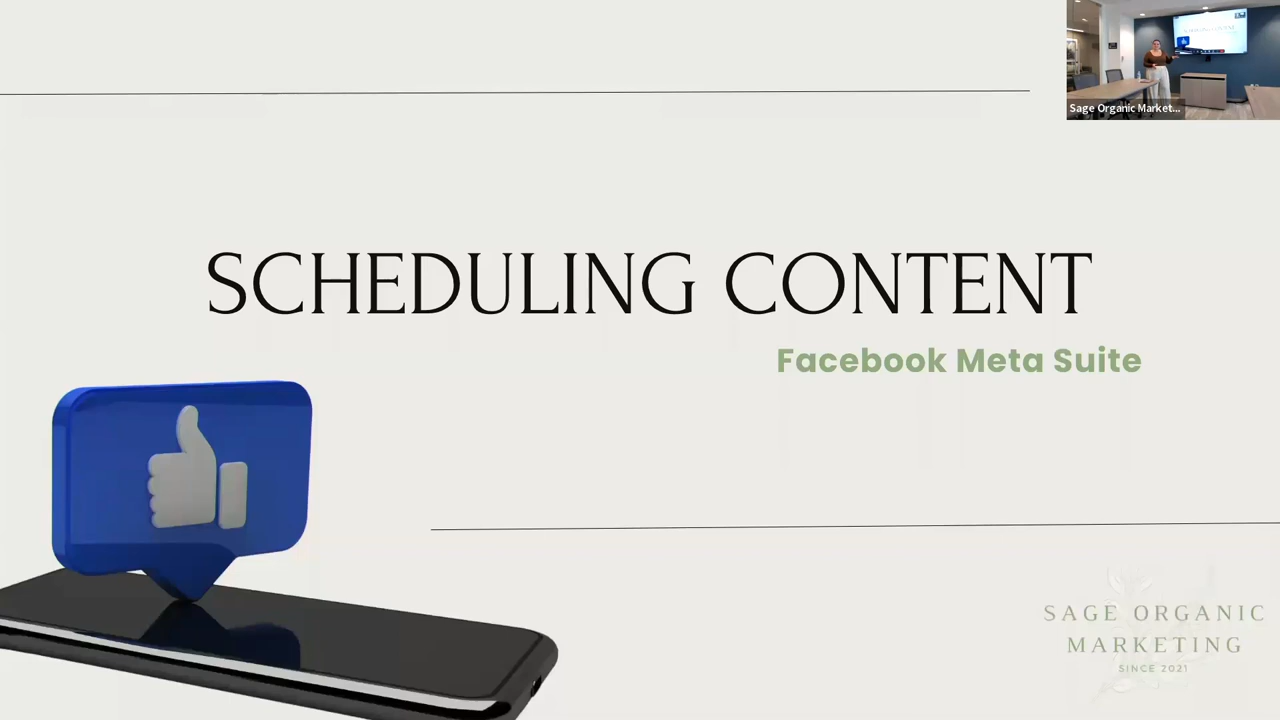 Sage Organic Market...
SCHEDULING CONTENT
Facebook Meta Suite
SAGE ORGANIC
MARKETING
SINCE 2021